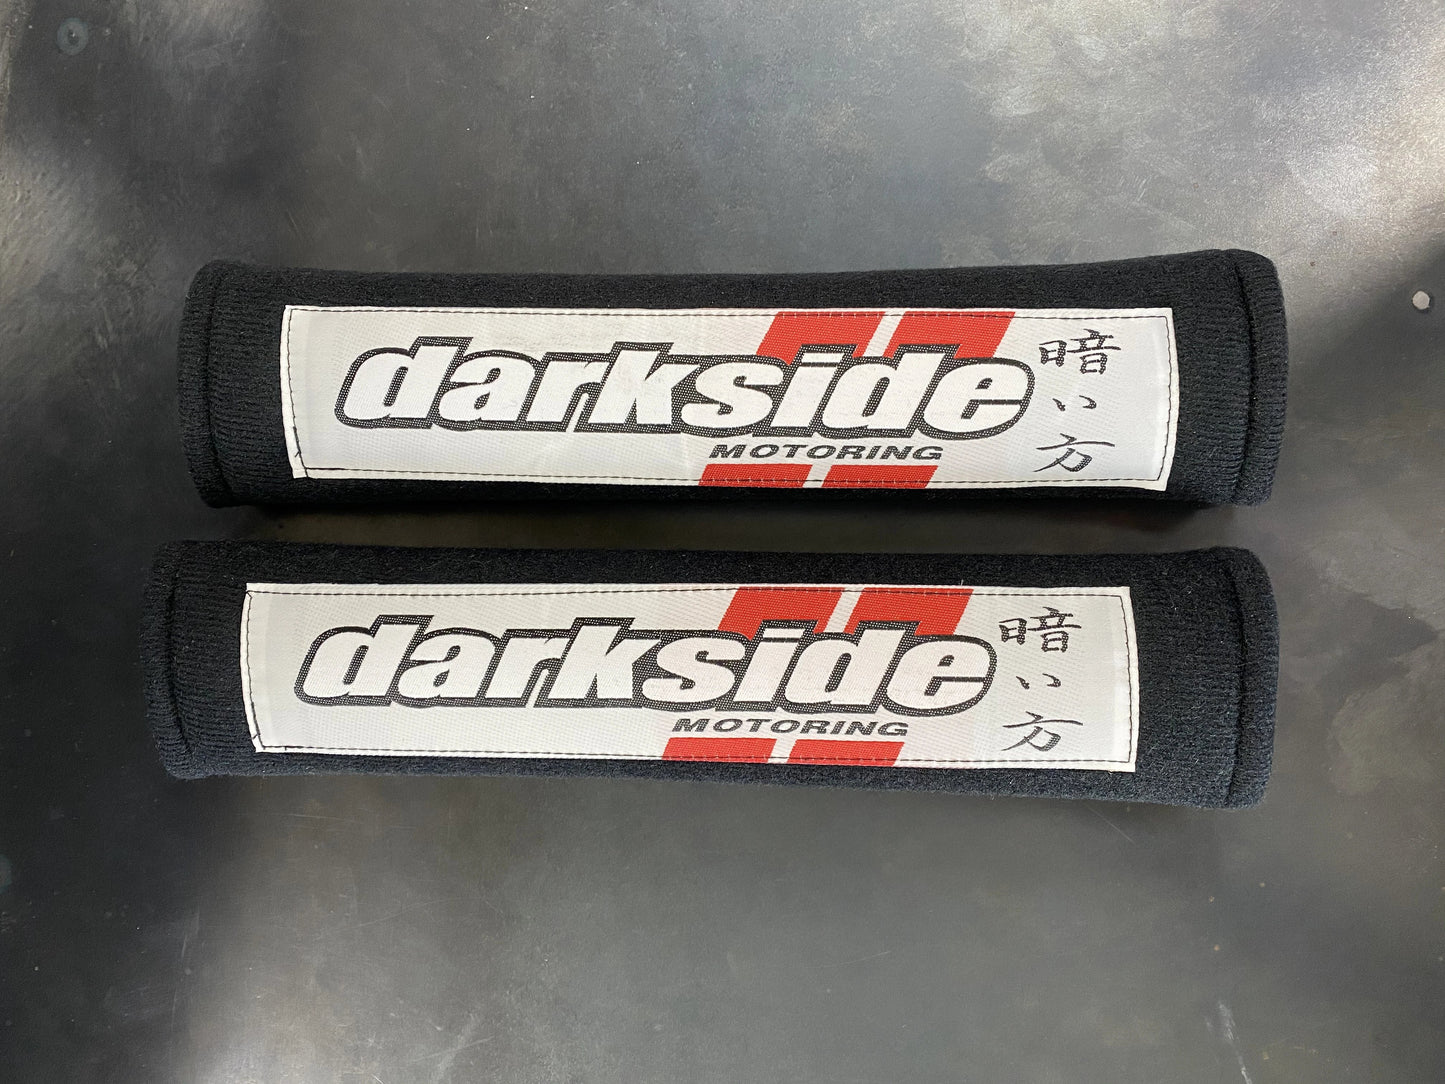 darkside
MOTORING
暗い方
darkside
MOTORING
暗い方